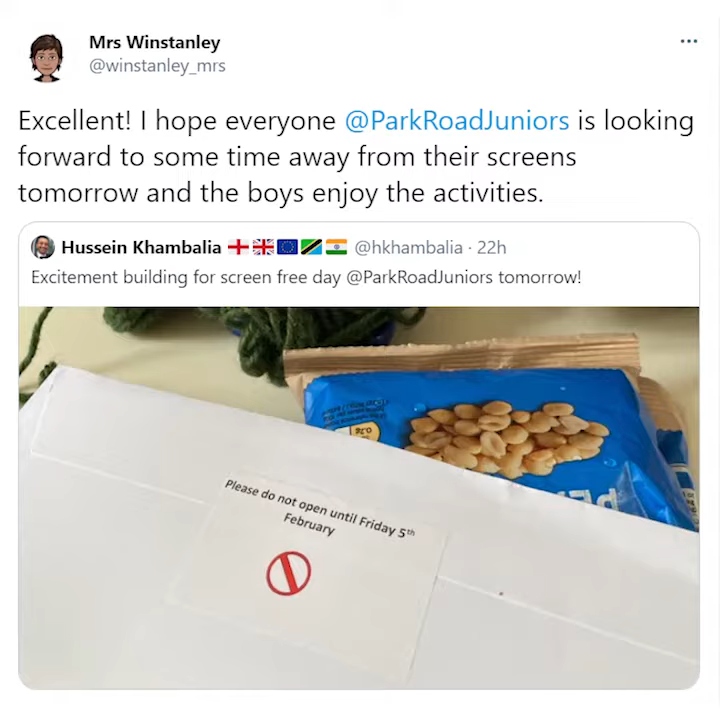 Mrs Winstanley
@winstanley_mrs
Excellent! I hope everyone @ParkRoadJuniors is looking
forward to some time away from their screens
tomorrow and the boys enjoy the activities.
Hussein Khambalia @hkhambalia · 22h
Excitement building for screen free day @ParkRoadJuniors tomorrow!
Please do not open until Friday 5th
February